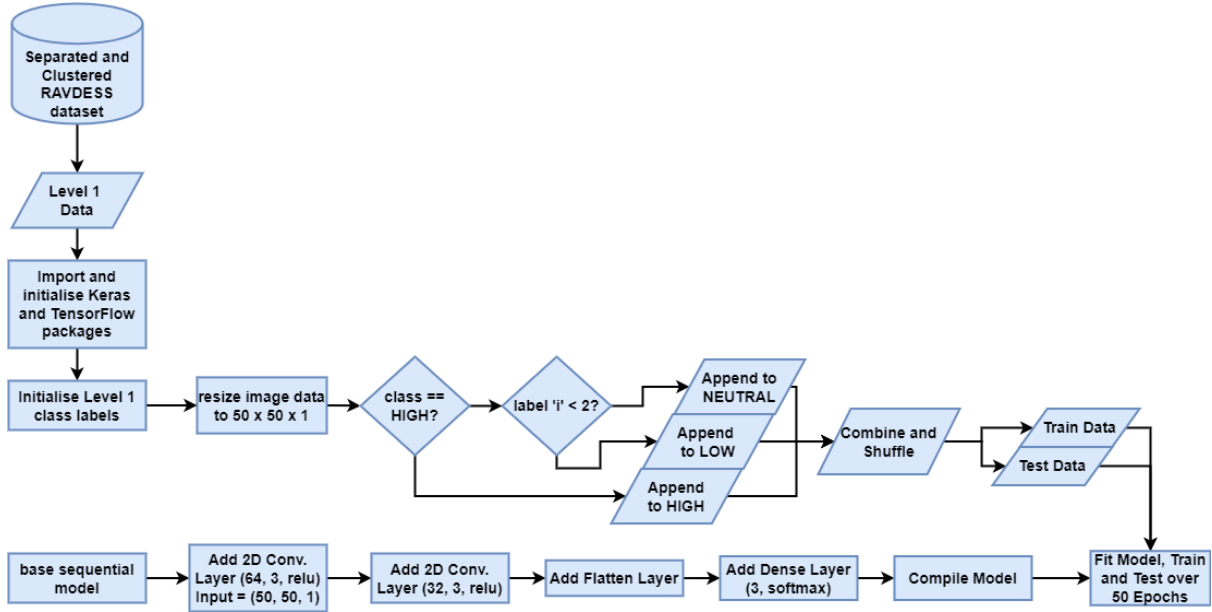 Separated and
Clustered
RAVDESS
dataset
Level 1
Data
Import and
initialise Keras
and TensorFlow
packages
Initialise Level 1
class labels
resize image data
to 50 x 50 x 1
class ==
HIGH?
label 'i' < 2?
Append to
NEUTRAL
Append
to LOW
Append
to HIGH
Combine and
Shuffle
Train Data
Test Data
base sequential
model
Add 2D Conv.
Layer (64, 3, relu)
Input = (50, 50, 1)
Add 2D Conv.
Layer (32, 3, relu)
Add Flatten Layer
Add Dense Layer
(3, softmax)
Compile Model
Fit Model, Train
and Test over
50 Epochs